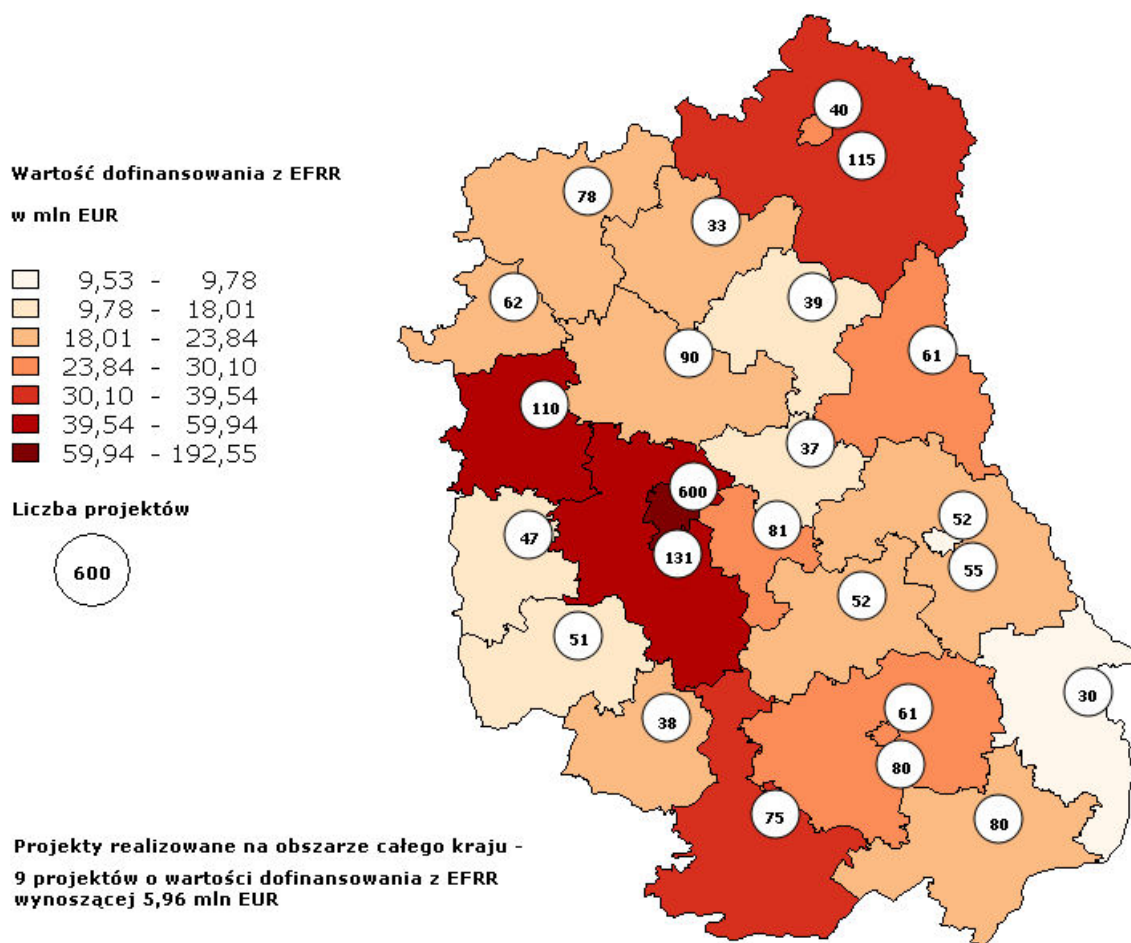 Wartość dofinansowania z EFRR
w mln EUR
9,53 - 9,78
9,78 - 18,01
18,01 - 23,84
23,84 - 30,10
30,10 - 39,54
39,54 - 59,94
59,94 - 192,55
Liczba projektów
600
40
115
78
33
62
39
90
61
110
37
600
52
81
47
131
55
52
51
30
38
61
80
75
80
Projekty realizowane na obszarze całego kraju -
9 projektów o wartości dofinansowania z EFRR
wynoszącej 5,96 mln EUR